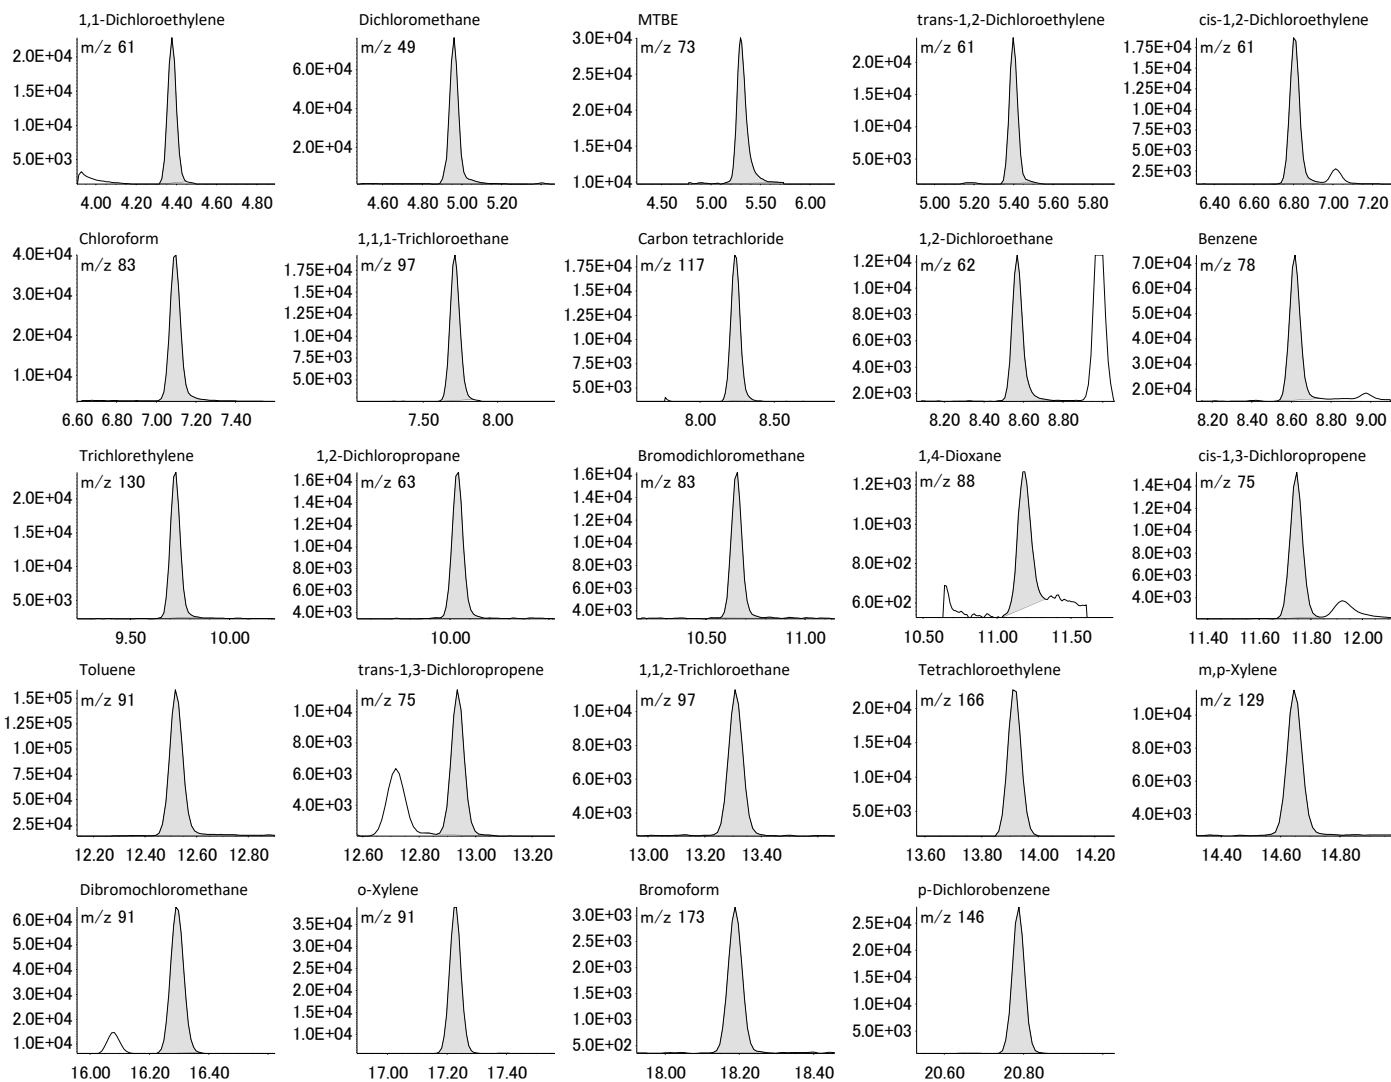 1,1-Dichloroethylene
m/z 61
2.0E+04
1.5E+04
1.0E+04
5.0E+03
4.00 4.20 4.40 4.60 4.80
Dichloromethane
m/z 49
6.0E+04
4.0E+04
2.0E+04
4.60 4.80 5.00 5.20
MTBE
m/z 73
3.0E+04
2.5E+04
2.0E+04
1.5E+04
1.0E+04
4.50 5.00 5.50 6.00
trans-1,2-Dichloroethylene
m/z 61
2.0E+04
1.5E+04
1.0E+04
5.0E+03
5.00 5.20 5.40 5.60 5.80
cis-1,2-Dichloroethylene
m/z 61
1.75E+04
1.5E+04
1.25E+04
1.0E+04
7.5E+03
5.0E+03
2.5E+03
6.40 6.60 6.80 7.00 7.20
Chloroform
m/z 83
4.0E+04
3.0E+04
2.0E+04
1.0E+04
6.60 6.80 7.00 7.20 7.40
1,1,1-Trichloroethane
m/z 97
1.75E+04
1.5E+04
1.25E+04
1.0E+04
7.5E+03
5.0E+03
7.50 8.00
Carbon tetrachloride
m/z 117
1.75E+04
1.5E+04
1.25E+04
1.0E+04
7.5E+03
5.0E+03
8.00 8.50
1,2-Dichloroethane
m/z 62
1.2E+04
1.0E+04
8.0E+03
6.0E+03
4.0E+03
2.0E+03
8.20 8.40 8.60 8.80 9.00
Benzene
m/z 78
7.0E+04
6.0E+04
5.0E+04
4.0E+04
3.0E+04
2.0E+04
8.20 8.40 8.60 8.80 9.00
Trichlorethylene
m/z 130
2.0E+04
1.5E+04
1.0E+04
5.0E+03
9.50 10.00
1,2-Dichloropropane
m/z 63
1.6E+04
1.4E+04
1.2E+04
1.0E+04
8.0E+03
6.0E+03
4.0E+03
10.00
Bromodichloromethane
m/z 83
1.6E+04
1.4E+04
1.2E+04
1.0E+04
8.0E+03
6.0E+03
4.0E+03
10.50 11.00
1,4-Dioxane
m/z 88
1.2E+03
1.0E+03
8.0E+02
6.0E+02
10.50 11.00 11.50
cis-1,3-Dichloropropene
m/z 75
1.4E+04
1.2E+04
1.0E+04
8.0E+03
6.0E+03
4.0E+03
11.40 11.60 11.80 12.00
Toluene
m/z 91
1.5E+05
1.25E+05
1.0E+05
7.5E+04
5.0E+04
2.5E+04
12.20 12.40 12.60 12.80
trans-1,3-Dichloropropene
m/z 75
1.0E+04
8.0E+03
6.0E+03
4.0E+03
12.60 12.80 13.00 13.20
1,1,2-Trichloroethane
m/z 97
1.0E+04
8.0E+03
6.0E+03
4.0E+03
13.00 13.20 13.40
Tetrachloroethylene
m/z 166
2.0E+04
1.5E+04
1.0E+04
5.0E+03
13.60 13.80 14.00 14.20
m,p-Xylene
m/z 129
1.0E+04
8.0E+03
6.0E+03
4.0E+03
14.40 14.60 14.80
Dibromochloromethane
m/z 91
6.0E+04
5.0E+04
4.0E+04
3.0E+04
2.0E+04
1.0E+04
16.00 16.20 16.40
o-Xylene
m/z 91
3.5E+04
3.0E+04
2.5E+04
2.0E+04
1.5E+04
1.0E+04
17.00 17.20 17.40
Bromoform
m/z 173
3.0E+03
2.5E+03
2.0E+03
1.5E+03
1.0E+03
5.0E+02
18.00 18.20 18.40
p-Dichlorobenzene
m/z 146
2.5E+04
2.0E+04
1.5E+04
1.0E+04
5.0E+03
20.60 20.80